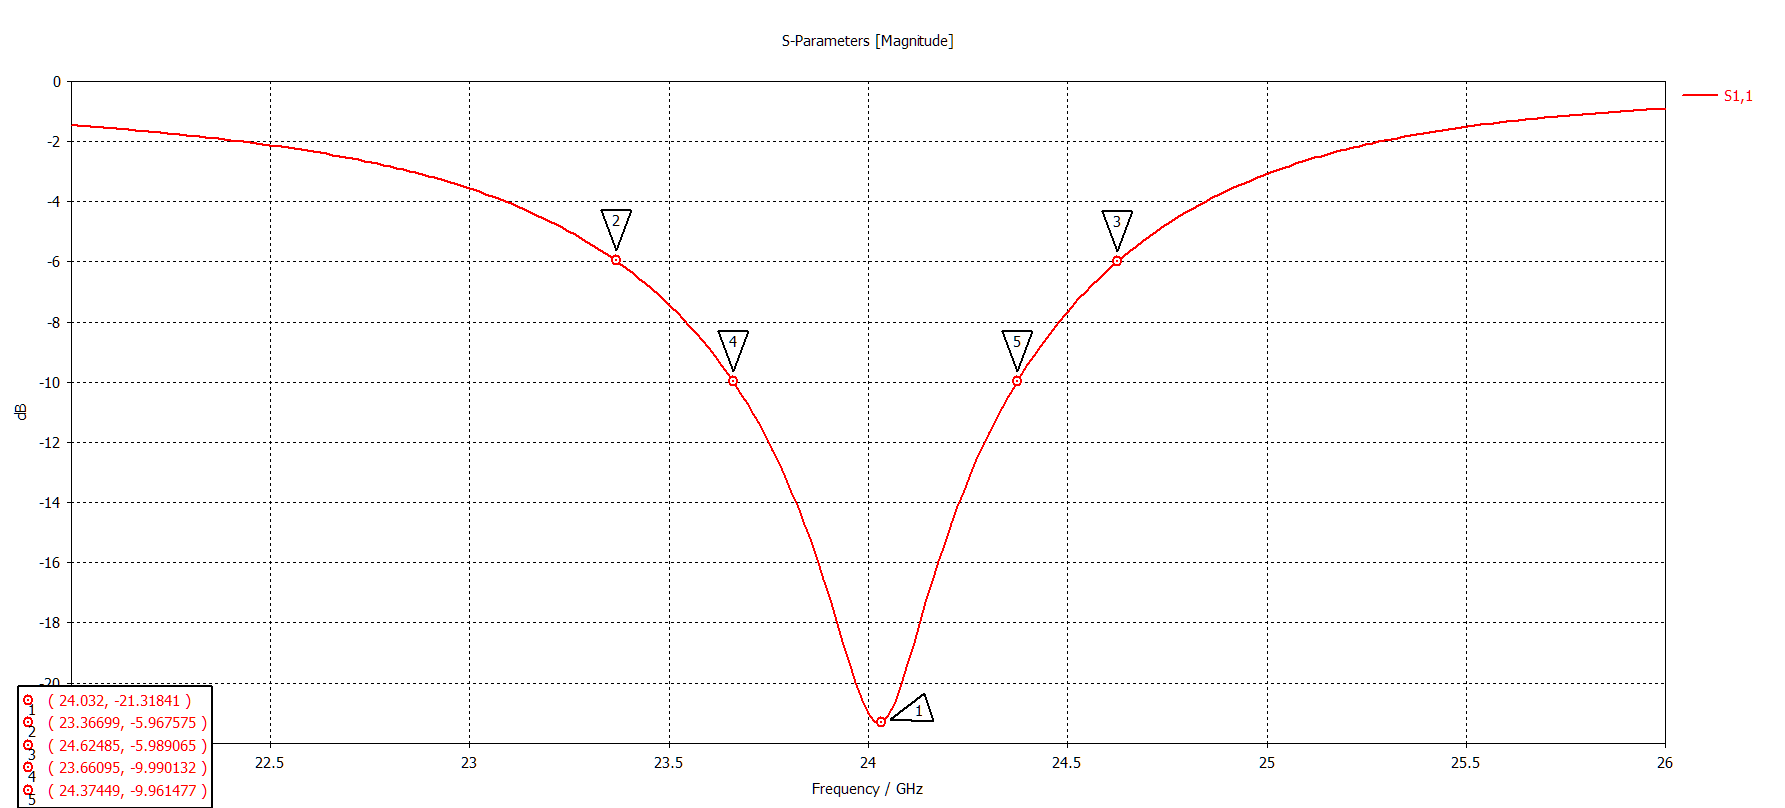 S-Parameters [Magnitude]
S1,1
0
-2
-4
-6
-8
-10
-12
-14
-16
-18
-20
dB
2
3
4
5
1
1 ( 24.032, -21.31841 )
2 ( 23.36699, -5.967575 )
3 ( 24.62485, -5.989065 )
4 ( 23.66095, -9.990132 )
5 ( 24.37449, -9.961477 )
22.5 23 23.5 24 24.5 25 25.5 26
Frequency / GHz